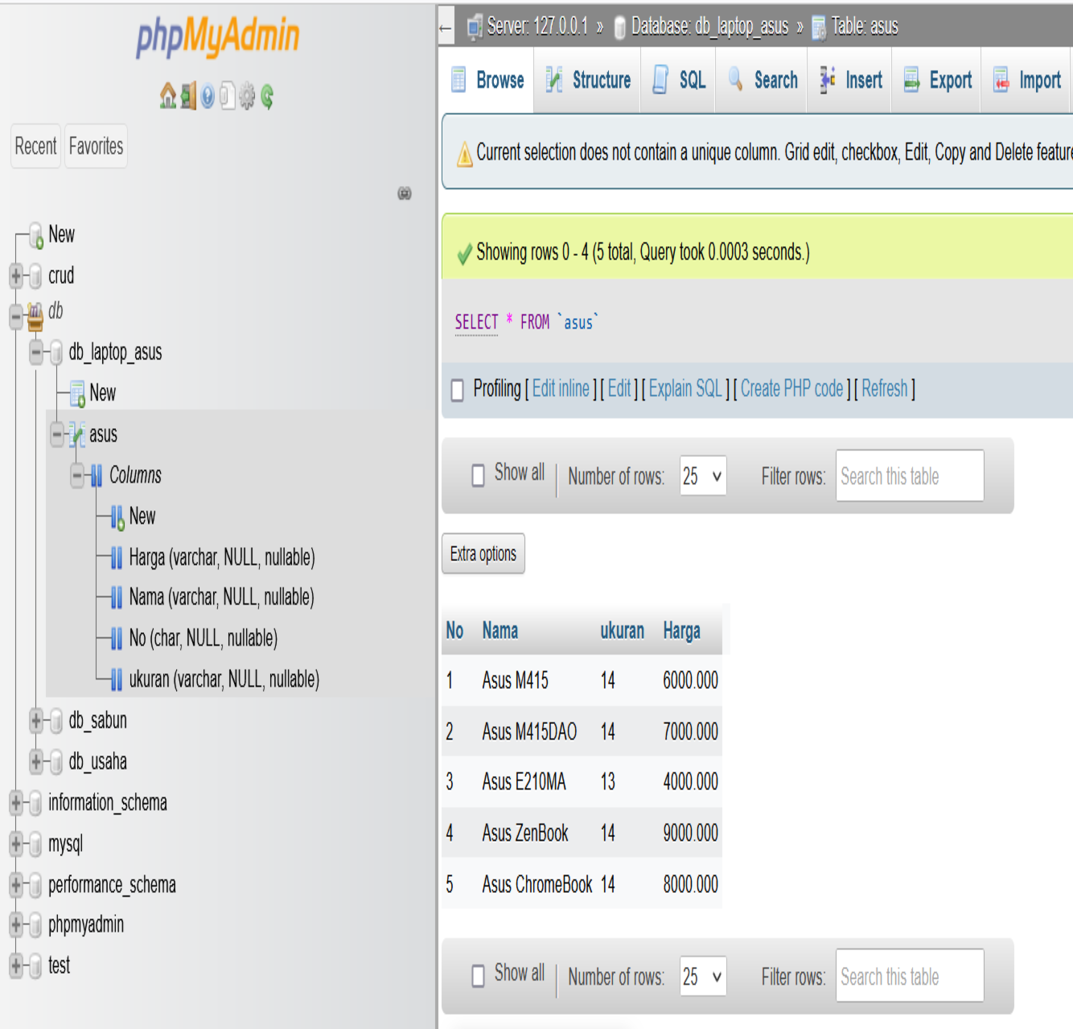 phpMyAdmin
Recent Favorites
New
crud
db
db_laptop_asus
New
asus
Columns
New
Harga (varchar, NULL, nullable)
Nama (varchar, NULL, nullable)
No (char, NULL, nullable)
ukuran (varchar, NULL, nullable)
db_sabun
db_usaha
information_schema
mysql
performance_schema
phpmyadmin
test
← Server: 127.0.0.1 » Database: db_laptop_asus » Table: asus
Browse Structure SQL Search Insert Export Import
Current selection does not contain a unique column. Grid edit, checkbox, Edit, Copy and Delete feature
Showing rows 0 - 4 (5 total, Query took 0.0003 seconds.)
SELECT * FROM `asus`
Profiling [ Edit inline ] [ Edit ] [ Explain SQL ] [ Create PHP code ] [ Refresh ]
Show all | Number of rows: 25 Filter rows: Search this table
Extra options
No Nama ukuran Harga
1 Asus M415 14 6000.000
2 Asus M415DAO 14 7000.000
3 Asus E210MA 13 4000.000
4 Asus ZenBook 14 9000.000
5 Asus ChromeBook 14 8000.000
Show all | Number of rows: 25 Filter rows: Search this table